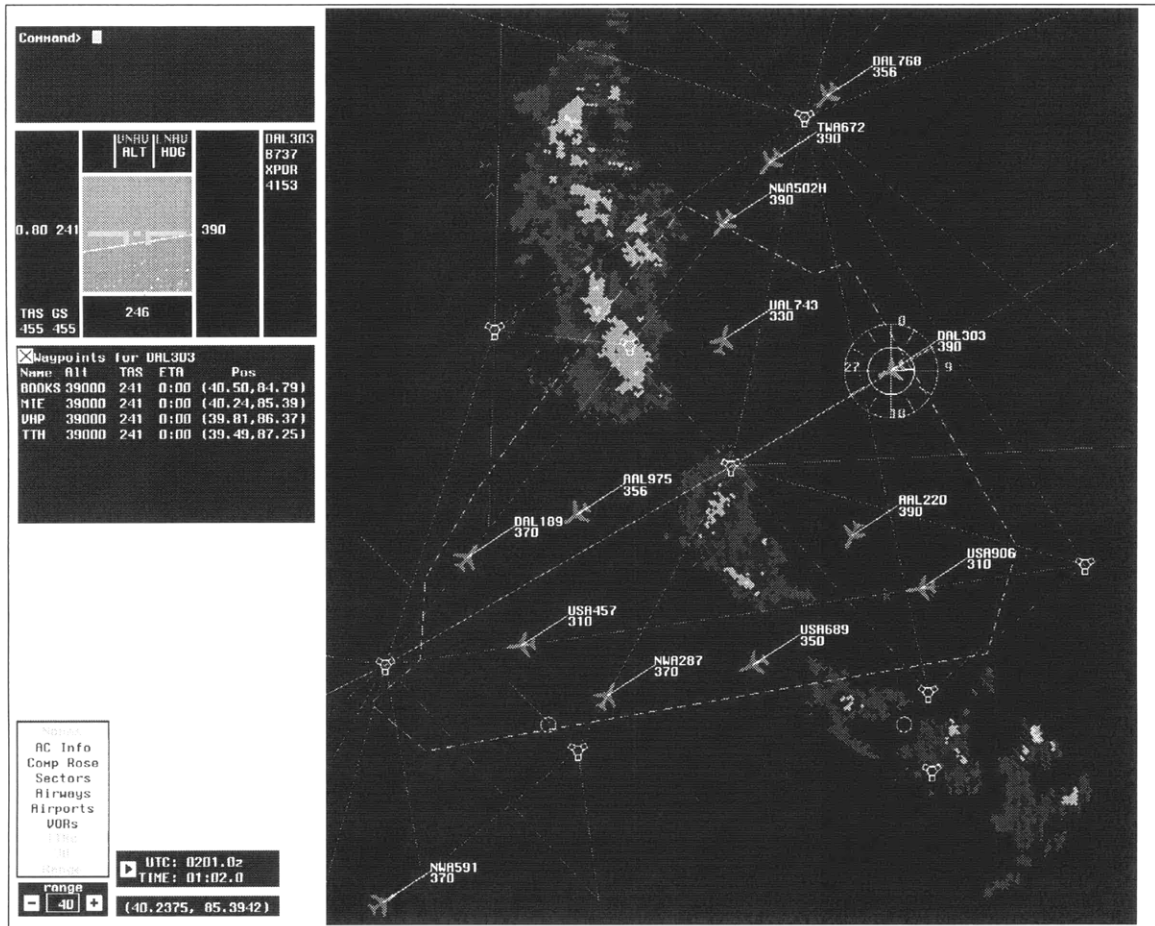 Command>
VNAV LNAV
ALT HDG
DAL303
B737
XPDR
4153
0.80 241
390
TAS GS
455 455
246
Waypoints for DAL303
Name Alt TAS ETA Pos
BOOKS 39000 241 0:00 (40.50,84.79)
MIE 39000 241 0:00 (40.24,85.39)
VHP 39000 241 0:00 (39.81,86.37)
TTH 39000 241 0:00 (39.49,87.25)
AC Info
Comp Rose
Sectors
Airways
Airports
VORs
Range
range
- 40 +
UTC: 0201.0z
TIME: 01:02.0
(40.2375, 85.3942)
DAL768
356
TWA672
390
NWA502H
390
UAL743
330
DAL303
390
0
27
9
18
AAL975
356
DAL189
370
AAL220
390
USA906
310
USA457
310
USA689
350
NWA287
370
NWA591
370